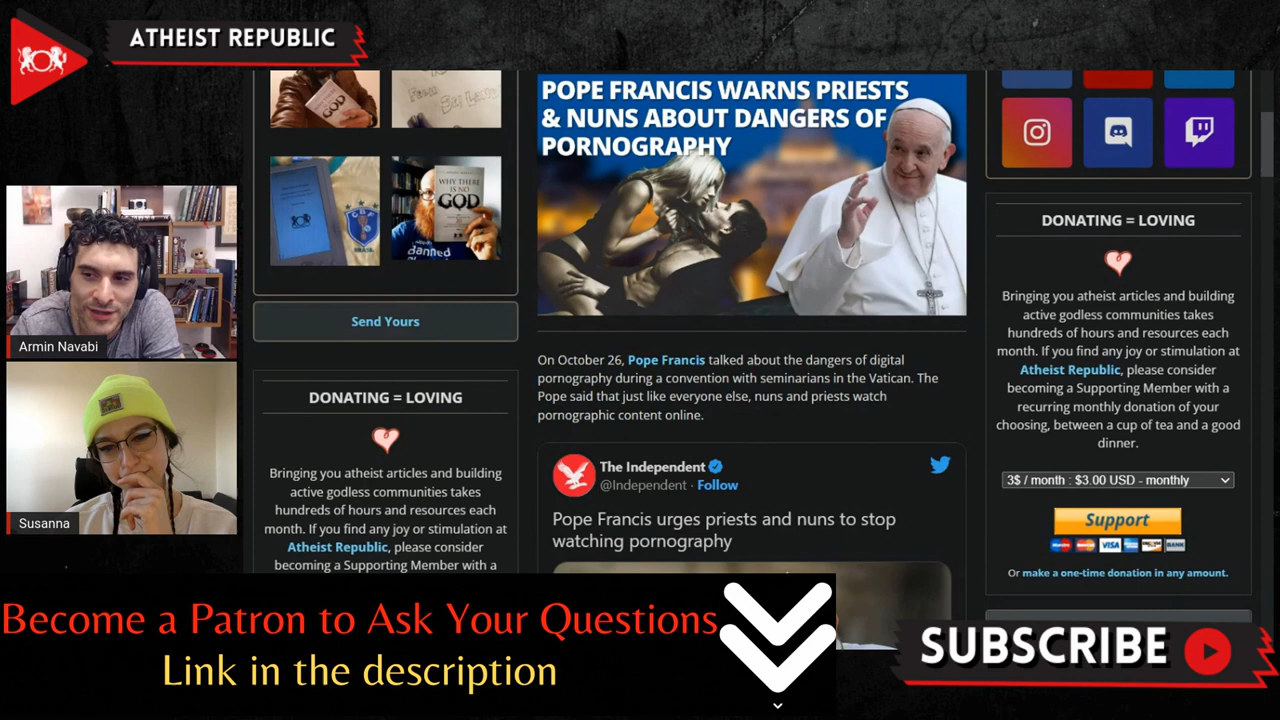 ATHEIST REPUBLIC
Armin Navabi
Susanna
GOD
WHY THERE
IS NO
GOD
BRASIL
Send Yours
DONATING = LOVING
Bringing you atheist articles and building
active godless communities takes
hundreds of hours and resources each
month. If you find any joy or stimulation at
Atheist Republic, please consider
becoming a Supporting Member with a
POPE FRANCIS WARNS PRIESTS
& NUNS ABOUT DANGERS OF
PORNOGRAPHY
On October 26, Pope Francis talked about the dangers of digital
pornography during a convention with seminarians in the Vatican. The
Pope said that just like everyone else, nuns and priests watch
pornographic content online.
The Independent
@Independent · Follow
Pope Francis urges priests and nuns to stop
watching pornography
DONATING = LOVING
Bringing you atheist articles and building
active godless communities takes
hundreds of hours and resources each
month. If you find any joy or stimulation at
Atheist Republic, please consider
becoming a Supporting Member with a
recurring monthly donation of your
choosing, between a cup of tea and a good
dinner.
3$ / month : $3.00 USD - monthly
Support
VISA
BANK
Or make a one-time donation in any amount.
Become a Patron to Ask Your Questions
Link in the description
SUBSCRIBE